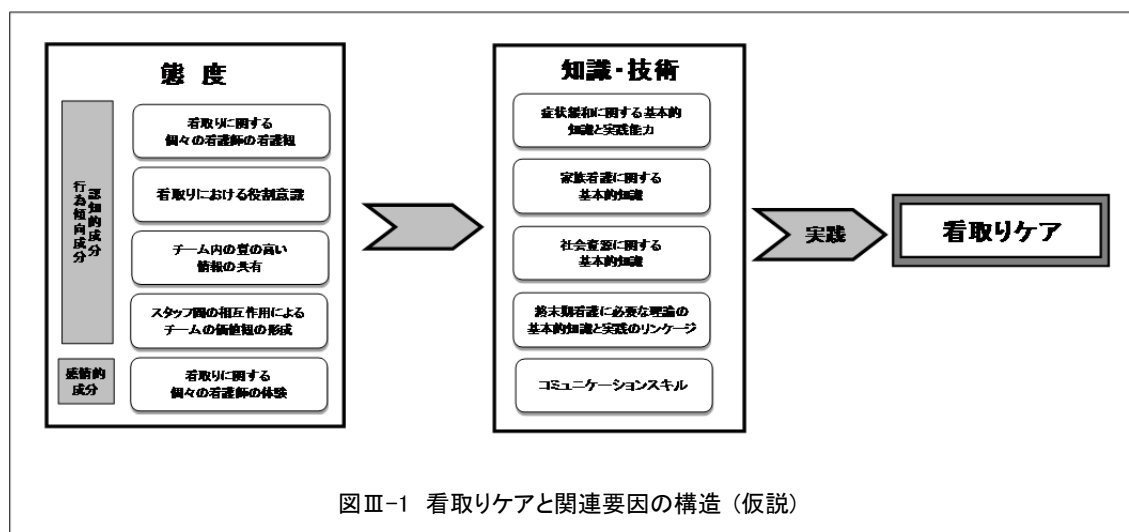 態 度
認知的成分
行為傾向成分
看取りに関する
個々の看護師の看護観
看取りにおける役割意識
チーム内の質の高い
情報の共有
スタッフ間の相互作用による
チームの価値観の形成
感情的
成分
看取りに関する
個々の看護師の体験
知識・技術
症状緩和に関する基本的
知識と実践能力
家族看護に関する
基本的知識
社会資源に関する
基本的知識
終末期看護に必要な理論の
基本的知識と実践のリンケージ
コミュニケーションスキル
実践
看取りケア
図Ⅲ-1 看取りケアと関連要因の構造（仮説）